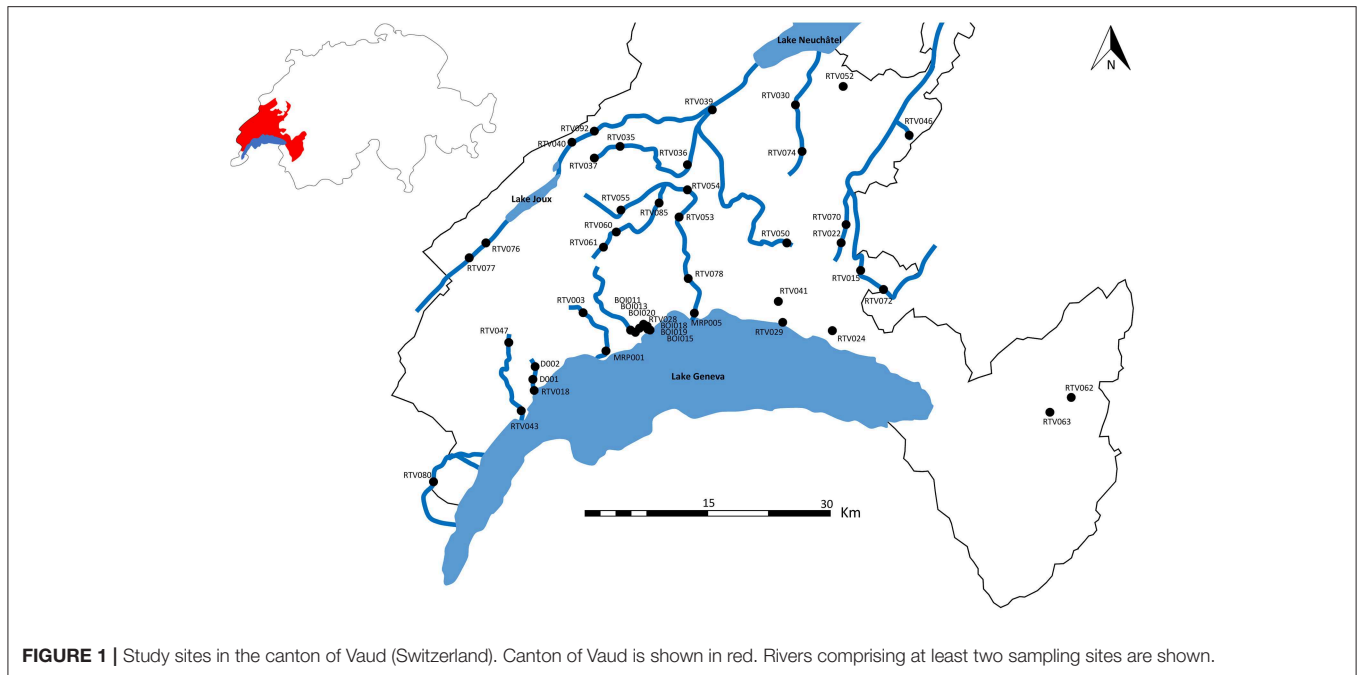 Lake Neuchâtel
N
RTV052
RTV039
RTV030
RTV046
RTV092
RTV035
RTV040
RTV036
RTV074
RTV037
RTV054
Lake Joux
RTV055
RTV085
RTV053
RTV070
RTV060
RTV022
RTV050
RTV061
RTV076
RTV077
RTV015
RTV078
RTV072
RTV041
RTV003
BOI011
BOI013
BOI020
RTV028
BOI018
BOI019
BOI015
MRP005
RTV029
RTV024
RTV047
MRP001
D002
D001
RTV018
Lake Geneva
RTV062
RTV063
RTV043
RTV080
15
30
Km
FIGURE 1 | Study sites in the canton of Vaud (Switzerland). Canton of Vaud is shown in red. Rivers comprising at least two sampling sites are shown.